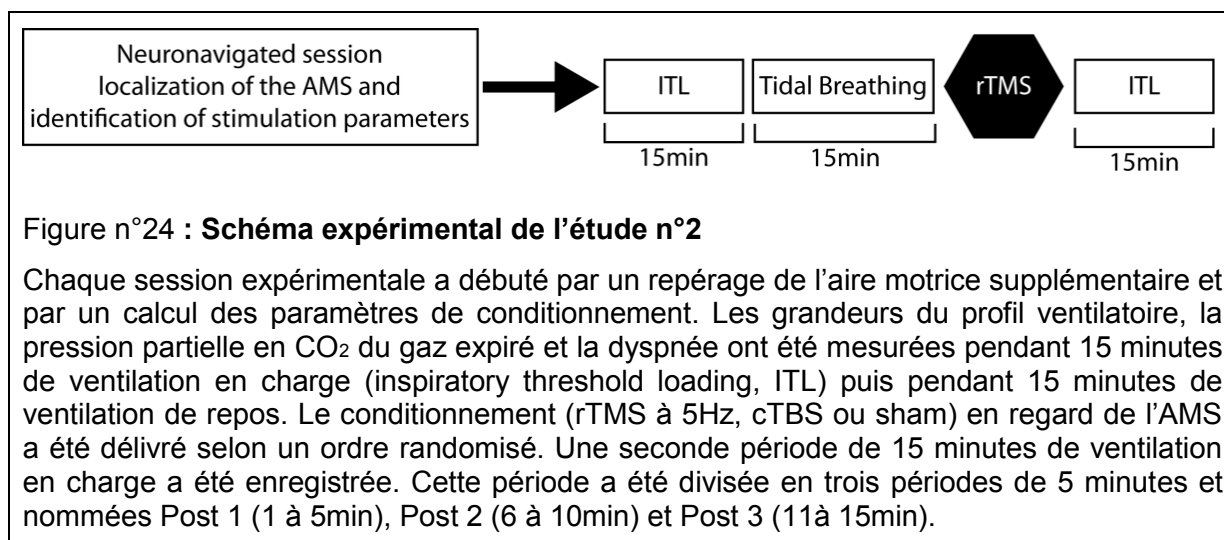 Neuronavigated session
localization of the AMS and
identification of stimulation parameters
ITL
Tidal Breathing
rTMS
ITL
15min
15min
15min
Figure n°24 : Schéma expérimental de l'étude n°2
Chaque session expérimentale a débuté par un repérage de l'aire motrice supplémentaire et
par un calcul des paramètres de conditionnement. Les grandeurs du profil ventilatoire, la
pression partielle en CO2 du gaz expiré et la dyspnée ont été mesurées pendant 15 minutes
de ventilation en charge (inspiratory threshold loading, ITL) puis pendant 15 minutes de
ventilation de repos. Le conditionnement (rTMS à 5Hz, cTBS ou sham) en regard de l'AMS
a été délivré selon un ordre randomisé. Une seconde période de 15 minutes de ventilation
en charge a été enregistrée. Cette période a été divisée en trois périodes de 5 minutes et
nommées Post 1 (1 à 5min), Post 2 (6 à 10min) et Post 3 (11à 15min).